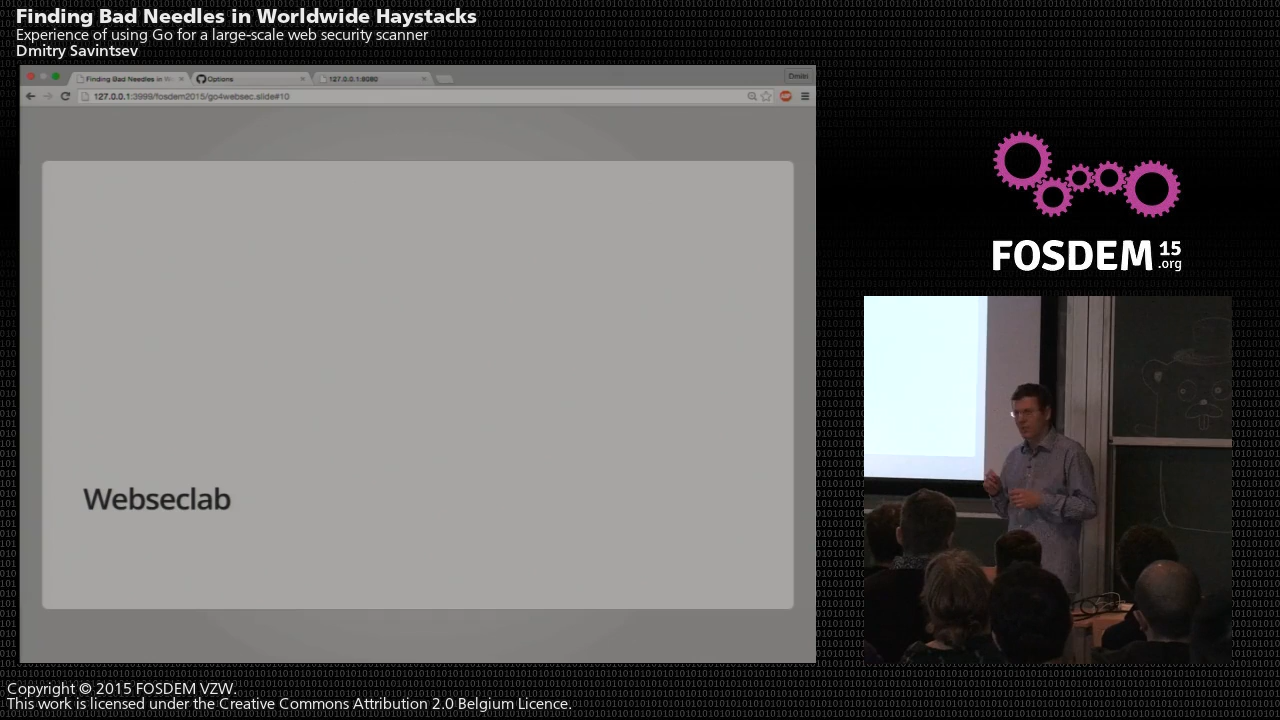 Finding Bad Needles in Worldwide Haystacks
Experience of using Go for a large-scale web security scanner
Dmitry Savintsev
Finding Bad Needles in Wo
Options
127.0.0.1:8080
Dmitri
127.0.0.1:3999/fosdem2015/go4websec.slide#10
ABP
Webseclab
FOSDEM 15
.org
Copyright © 2015 FOSDEM VZW.
This work is licensed under the Creative Commons Attribution 2.0 Belgium Licence.